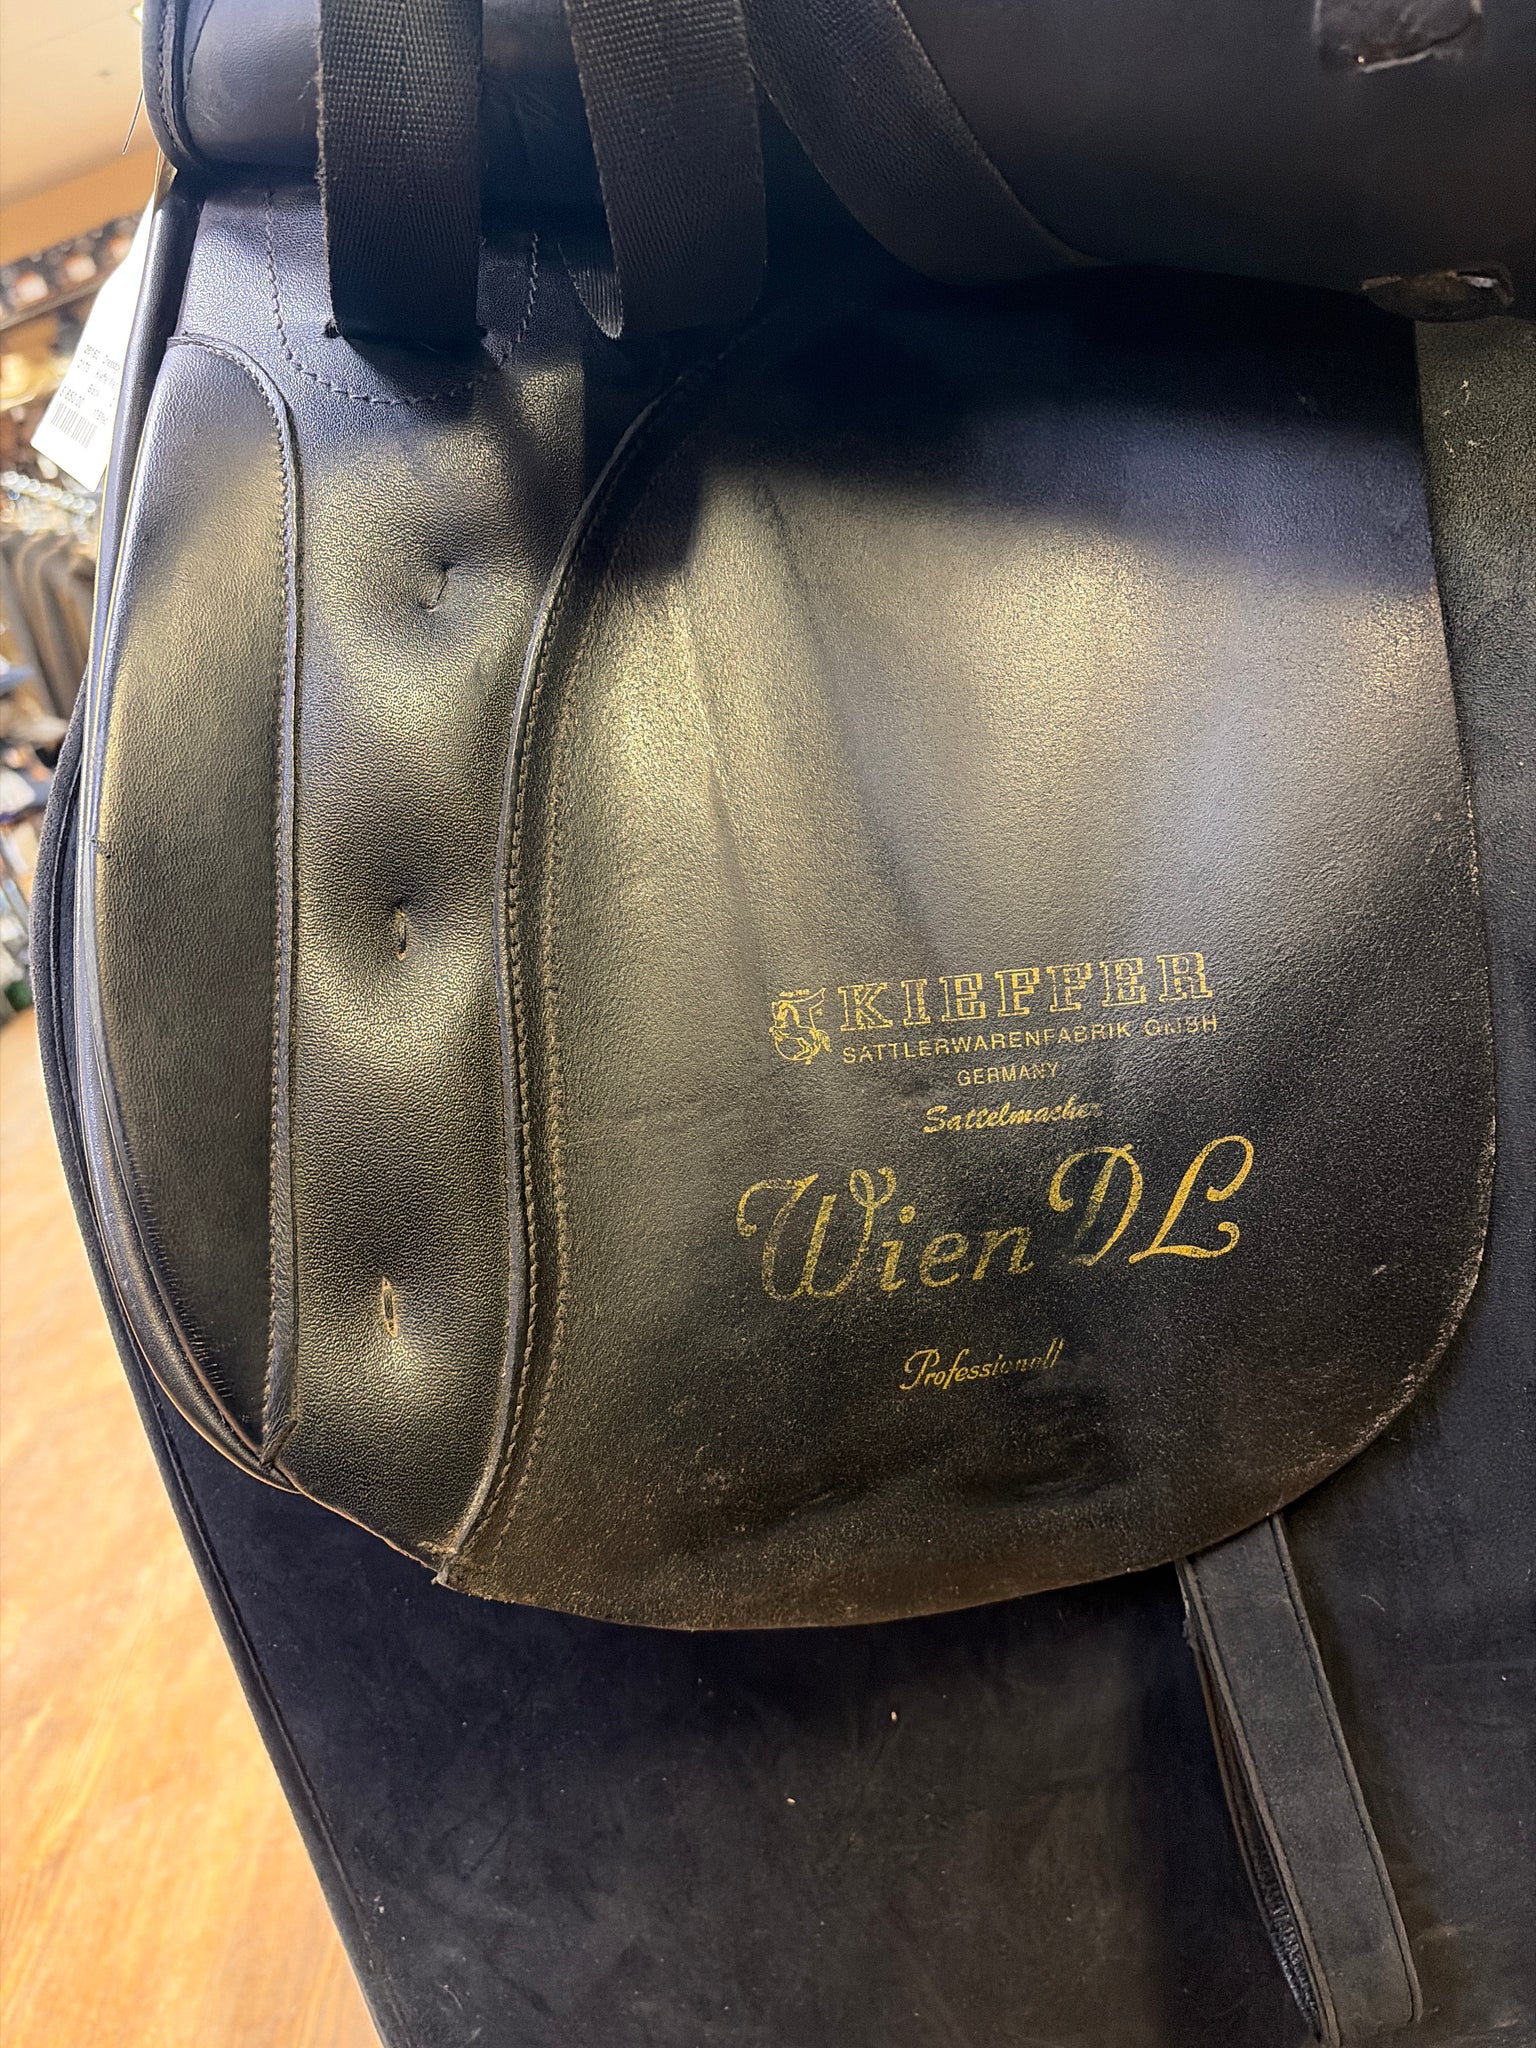 KIEFFER
SATTLERWARENFABRIK GMBH
GERMANY
Sattelmacher
Wien DL
Professionell